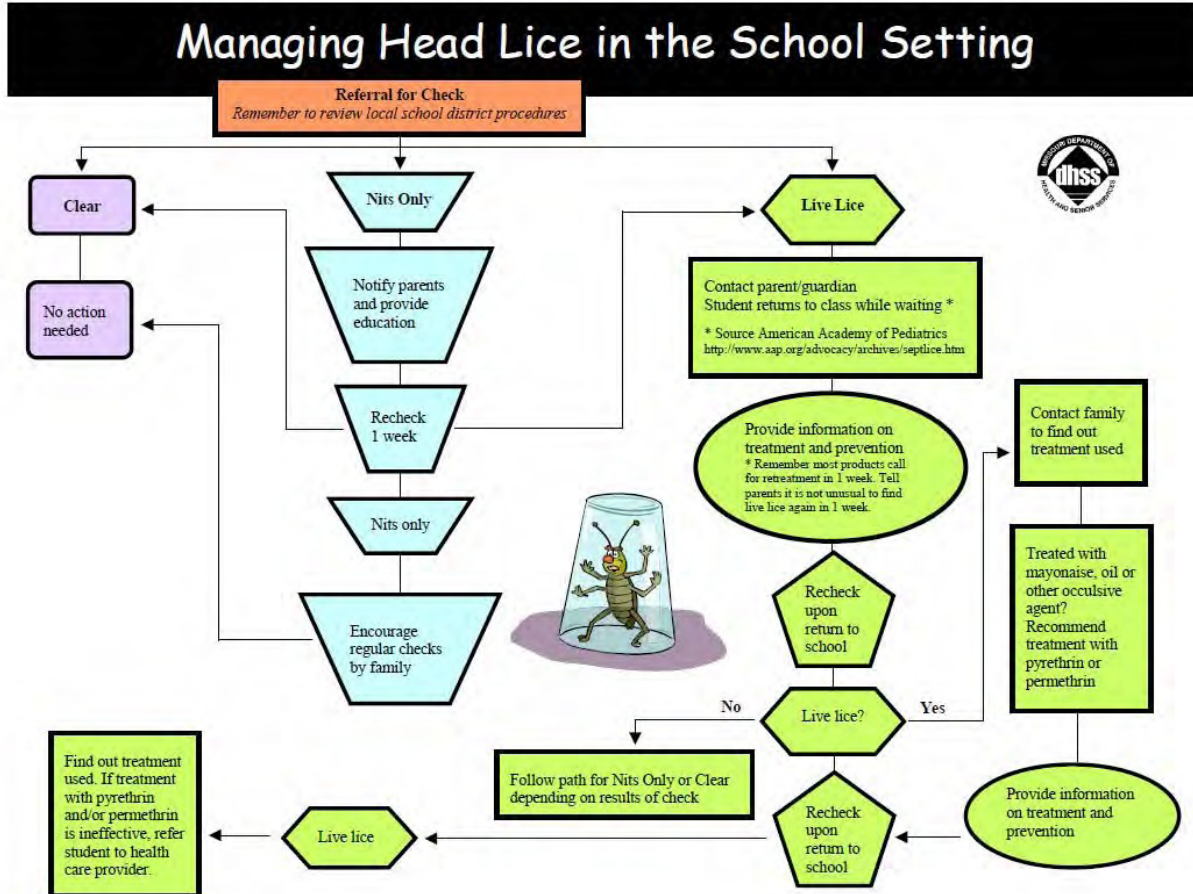 Managing Head Lice in the School Setting
Referral for Check
Remember to review local school district procedures
MISSOURI DEPARTMENT OF
dhss
HEALTH AND SENIOR SERVICES
Clear
No action
needed
Nits Only
Notify parents
and provide
education
Recheck
1 week
Nits only
Encourage
regular checks
by family
Live Lice
Contact parent/guardian
Student returns to class while waiting *
* Source American Academy of Pediatrics
http://www.aap.org/advocacy/archives/septlice.htm
Provide information on
treatment and prevention
* Remember most products call
for retreatment in 1 week. Tell
parents it is not unusual to find
live lice again in 1 week.
Recheck
upon
return to
school
Live lice?
No
Yes
Follow path for Nits Only or Clear
depending on results of check
Contact family
to find out
treatment used
Treated with
mayonaise, oil or
other occulsive
agent?
Recommend
treatment with
pyrethrin or
permethrin
Provide information
on treatment and
prevention
Recheck
upon
return to
school
Live lice
Find out treatment
used. If treatment
with pyrethrin
and/or permethrin
is ineffective, refer
student to health
care provider.